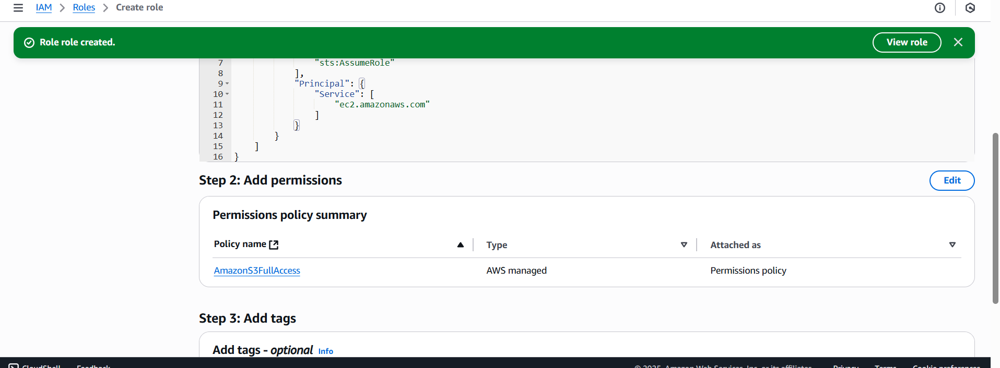 IAM > Roles > Create role
Role role created.
View role
7 "sts:AssumeRole"
8 ],
9 "Principal": {
10 "Service": [
11 "ec2.amazonaws.com"
12 ]
13 }
14 }
15 ]
16 }
Step 2: Add permissions
Edit
Permissions policy summary
Policy name Type Attached as
AmazonS3FullAccess AWS managed Permissions policy
Step 3: Add tags
Add tags - optional Info
CloudShell Feedback © 2025, Amazon Web Services, Inc. or its affiliates. Privacy Terms Cookie preferences